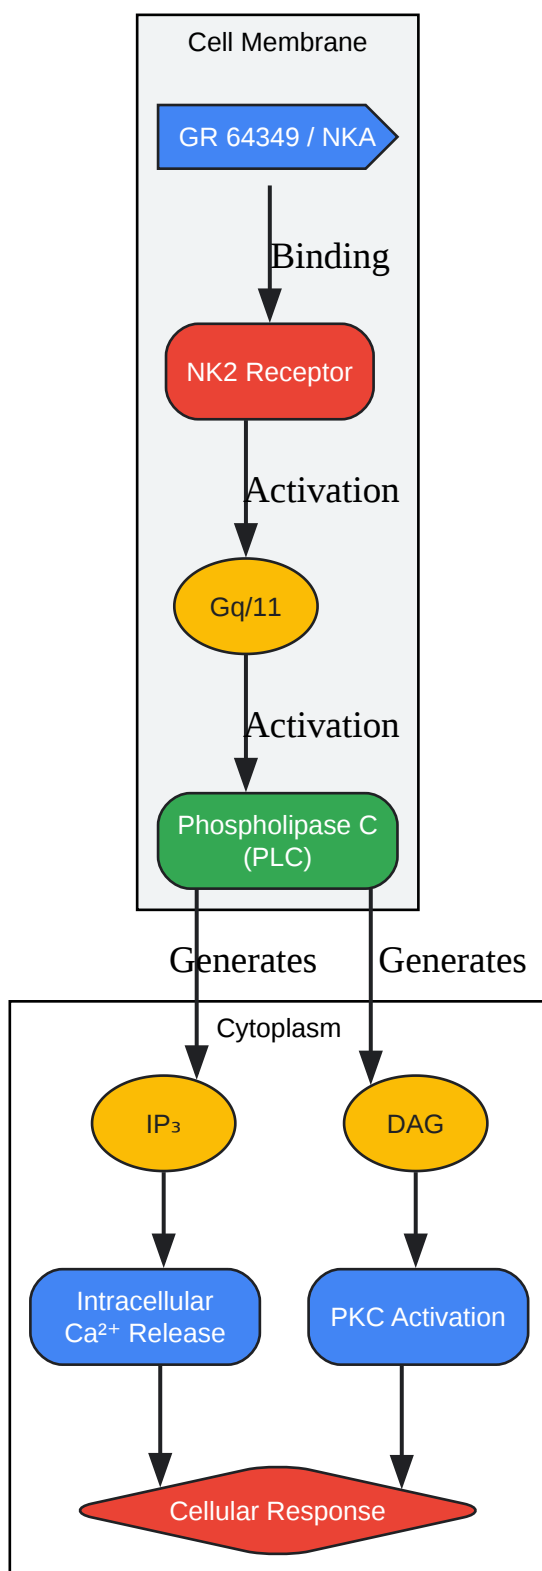 Cell Membrane
GR 64349 / NKA
Binding
NK2 Receptor
Activation
Gq/11
Activation
Phospholipase C
(PLC)
Generates
Generates
Cytoplasm
IP₃
DAG
Intracellular
Ca²⁺ Release
PKC Activation
Cellular Response